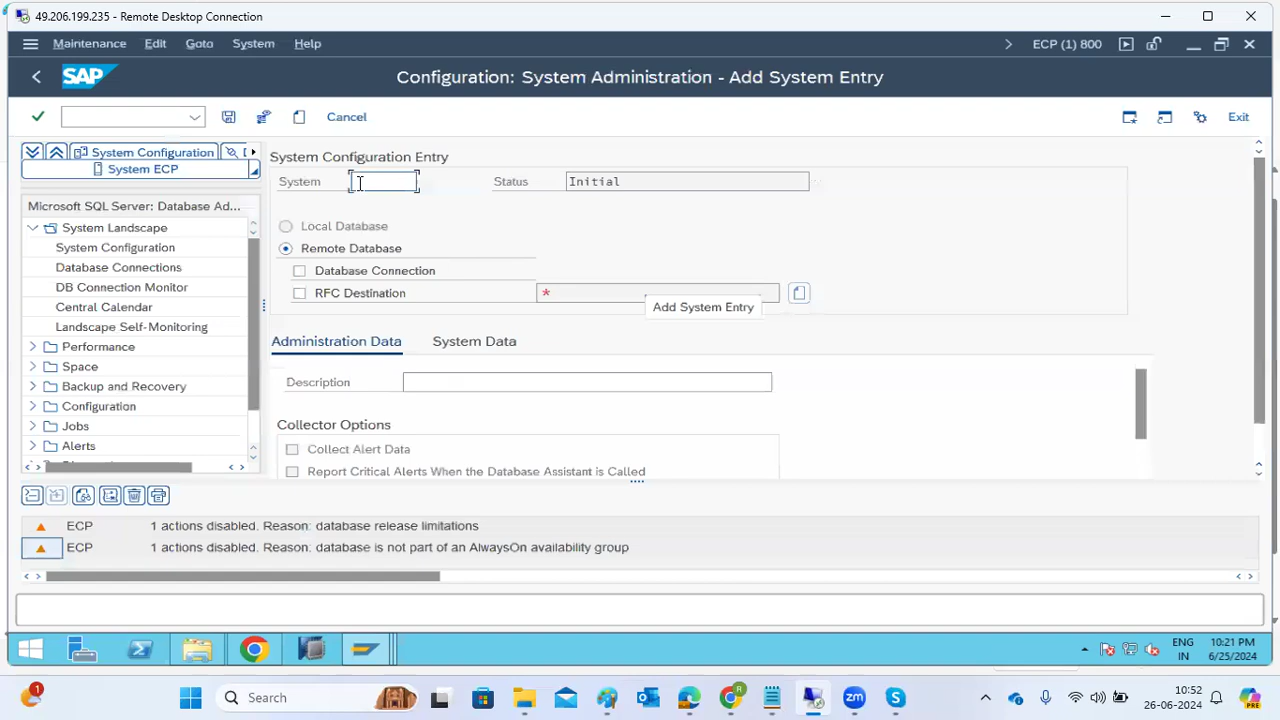 49.206.199.235 - Remote Desktop Connection
Maintenance Edit Goto System Help ECP (1) 800
SAP Configuration: System Administration - Add System Entry
Cancel Exit
System Configuration
System ECP
Microsoft SQL Server: Database Ad...
System Landscape
System Configuration
Database Connections
DB Connection Monitor
Central Calendar
Landscape Self-Monitoring
Performance
Space
Backup and Recovery
Configuration
Jobs
Alerts
System Configuration Entry
System Status Initial
Local Database
Remote Database
Database Connection
RFC Destination *
Add System Entry
Administration Data System Data
Description
Collector Options
Collect Alert Data
Report Critical Alerts When the Database Assistant is Called
ECP 1 actions disabled. Reason: database release limitations
ECP 1 actions disabled. Reason: database is not part of an AlwaysOn availability group
ENG 10:21 PM
IN 6/25/2024
1 Search 10:52
26-06-2024